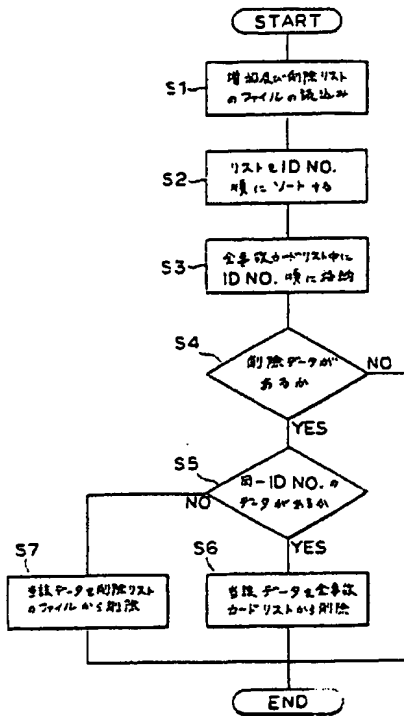 START
S1
増加及び削除リスト
のファイルの読込み
S2
リストをID NO.
順にソートする
S3
全事故カードリスト中に
ID NO. 順に格納
S4
削除データが
あるか
NO
YES
S5
同一ID NO.の
データがあるか
NO
YES
S7
当該データを削除リスト
のファイルから削除
S6
当該データを全事故
カードリストから削除
END